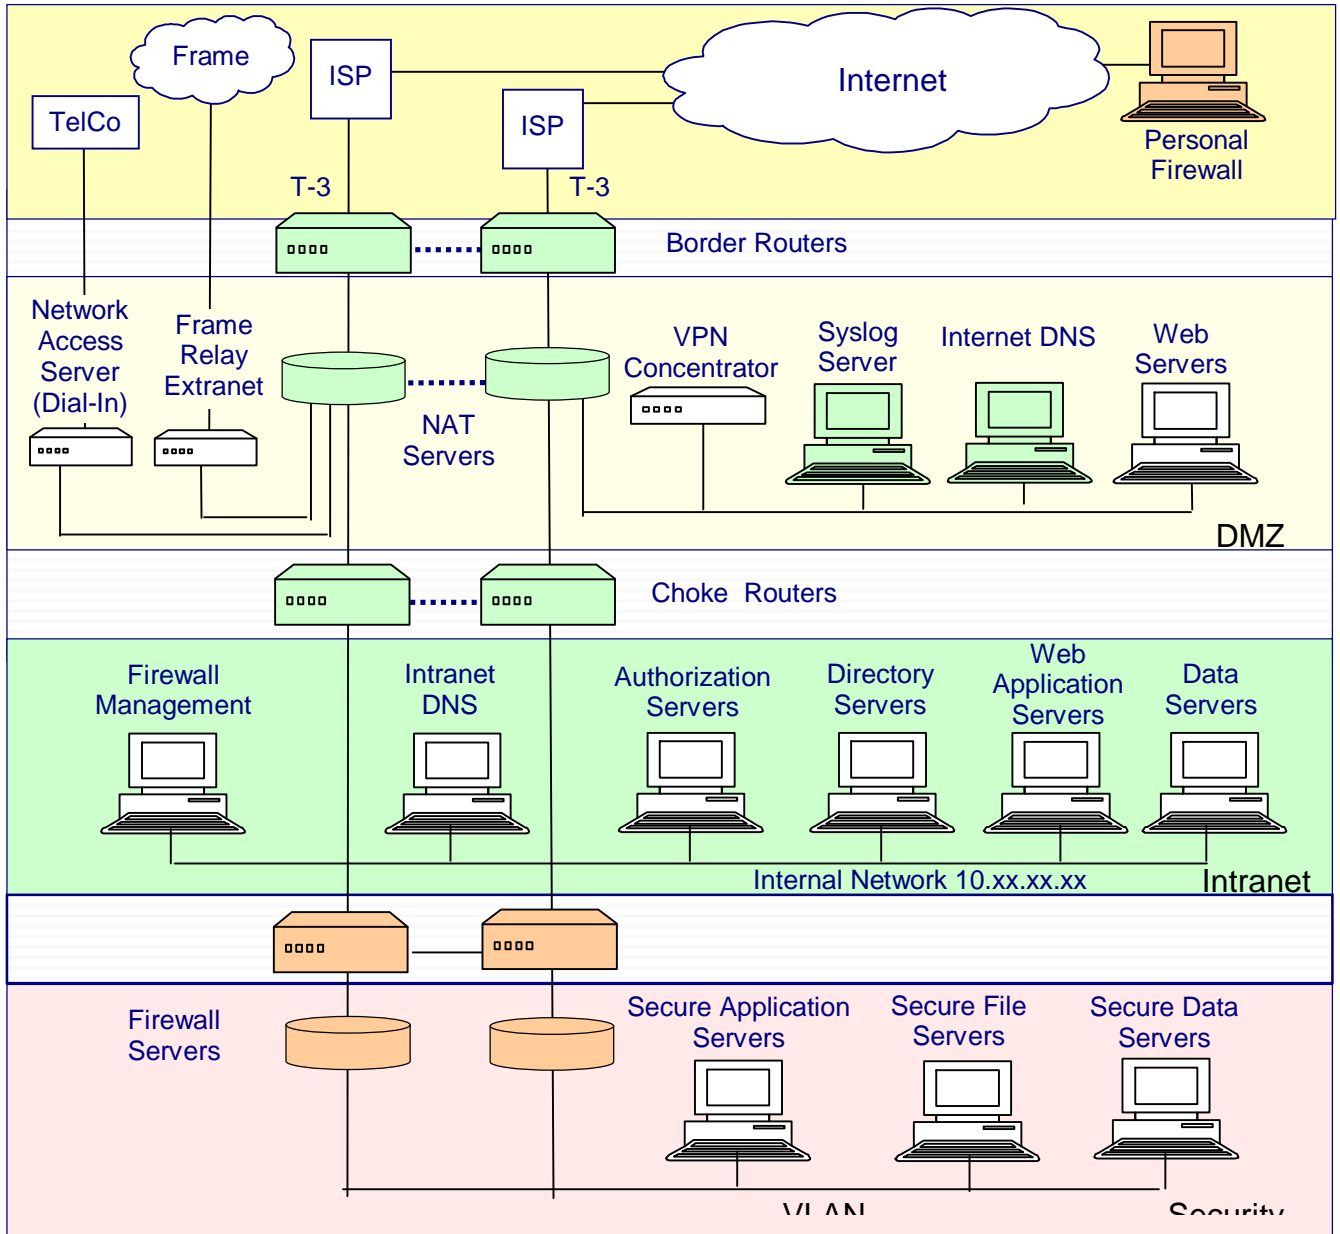 Frame
ISP
Internet
TelCo
ISP
Personal
Firewall
T-3
T-3
Border Routers
Network
Access
Server
(Dial-In)
Frame
Relay
Extranet
NAT
Servers
VPN
Concentrator
Syslog
Server
Internet DNS
Web
Servers
DMZ
Choke Routers
Firewall
Management
Intranet
DNS
Authorization
Servers
Directory
Servers
Web
Application
Servers
Data
Servers
Internal Network 10.xx.xx.xx
Intranet
Firewall
Servers
Secure Application
Servers
Secure File
Servers
Secure Data
Servers
VLAN
Security